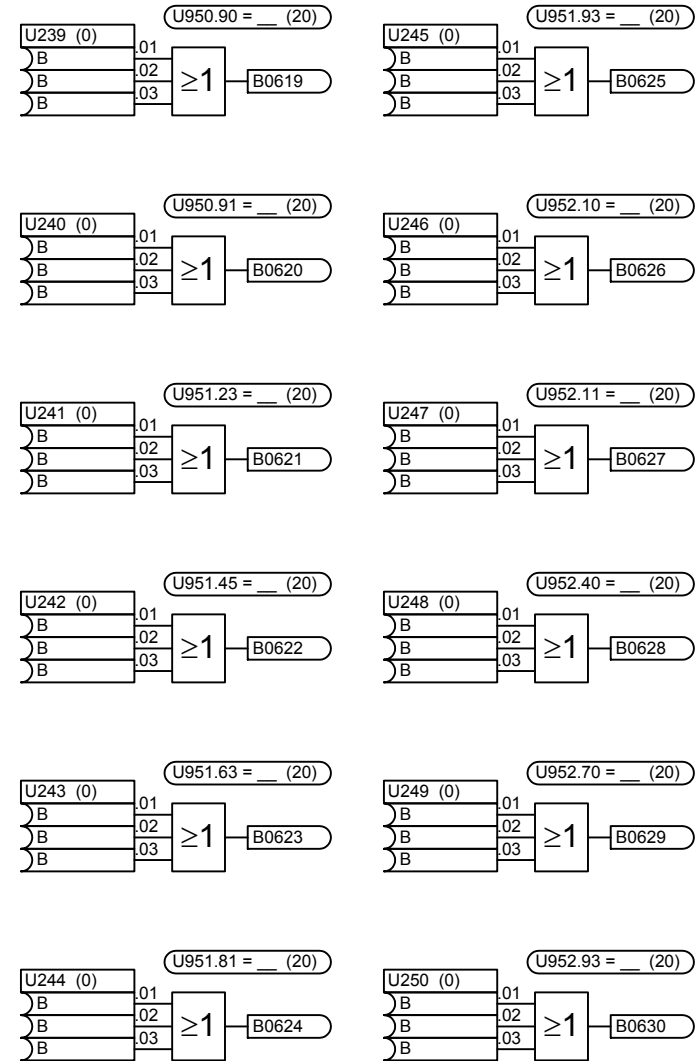 U950.90 = __ (20)
U239 (0)
B .01
B .02
B .03
≥1
B0619
U951.93 = __ (20)
U245 (0)
B .01
B .02
B .03
≥1
B0625
U950.91 = __ (20)
U240 (0)
B .01
B .02
B .03
≥1
B0620
U952.10 = __ (20)
U246 (0)
B .01
B .02
B .03
≥1
B0626
U951.23 = __ (20)
U241 (0)
B .01
B .02
B .03
≥1
B0621
U952.11 = __ (20)
U247 (0)
B .01
B .02
B .03
≥1
B0627
U951.45 = __ (20)
U242 (0)
B .01
B .02
B .03
≥1
B0622
U952.40 = __ (20)
U248 (0)
B .01
B .02
B .03
≥1
B0628
U951.63 = __ (20)
U243 (0)
B .01
B .02
B .03
≥1
B0623
U952.70 = __ (20)
U249 (0)
B .01
B .02
B .03
≥1
B0629
U951.81 = __ (20)
U244 (0)
B .01
B .02
B .03
≥1
B0624
U952.93 = __ (20)
U250 (0)
B .01
B .02
B .03
≥1
B0630